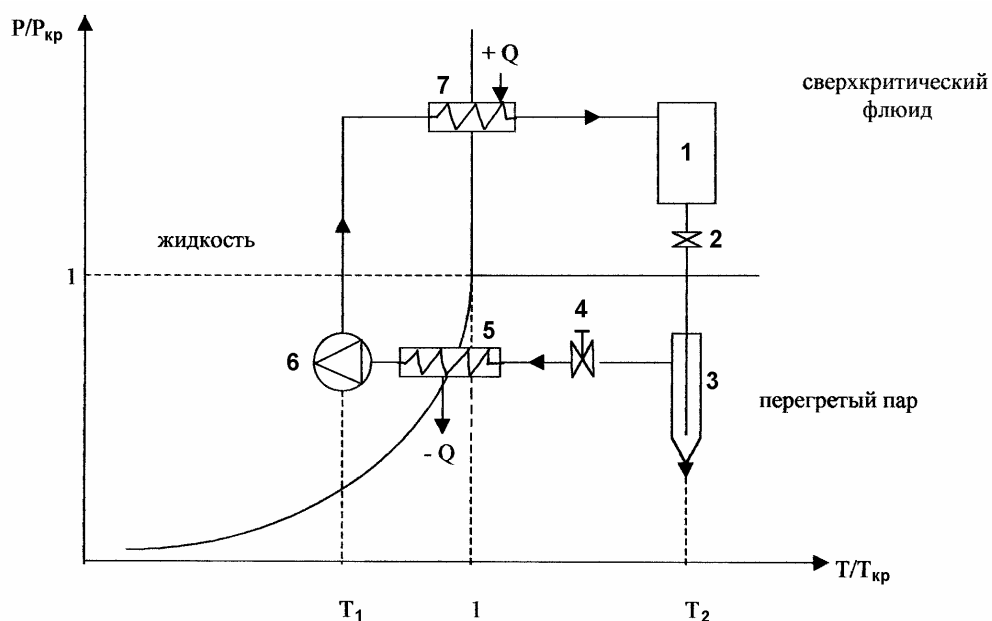 P/Pкр
+ Q
7
сверхкритический
флюид
1
2
жидкость
1
4
5
6
3
перегретый пар
- Q
T/Tкр
T1
1
T2